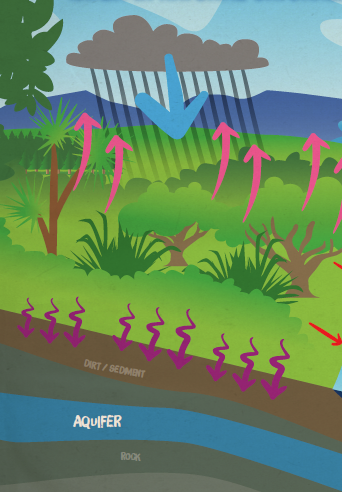 DIRT / SEDIMENT
AQUIFER
ROCK